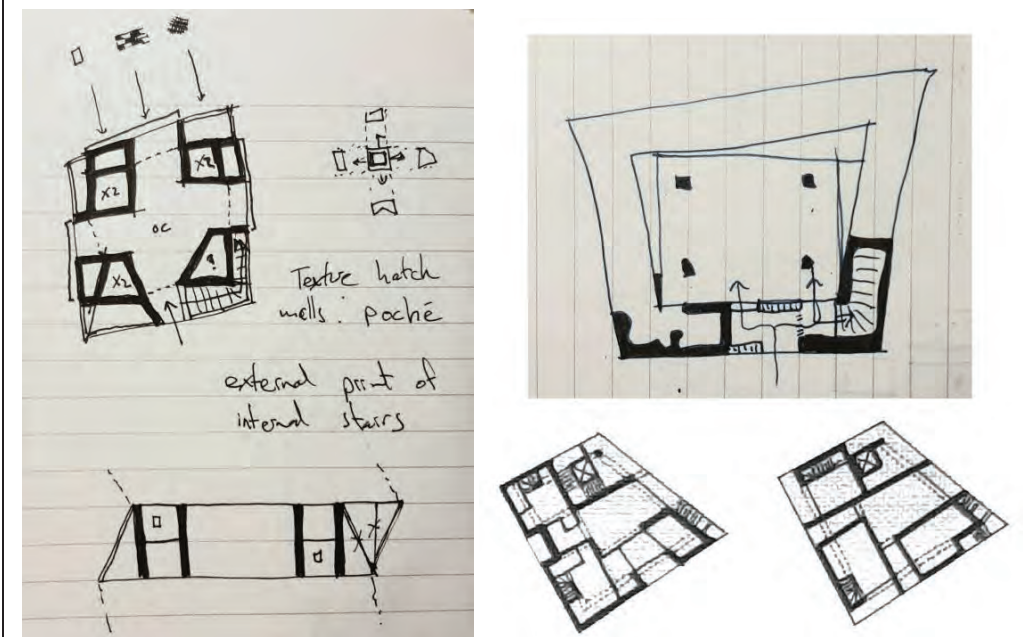 X2
X2
OC
X2
?
Texture hatch
walls: poché
external print of
internal stairs